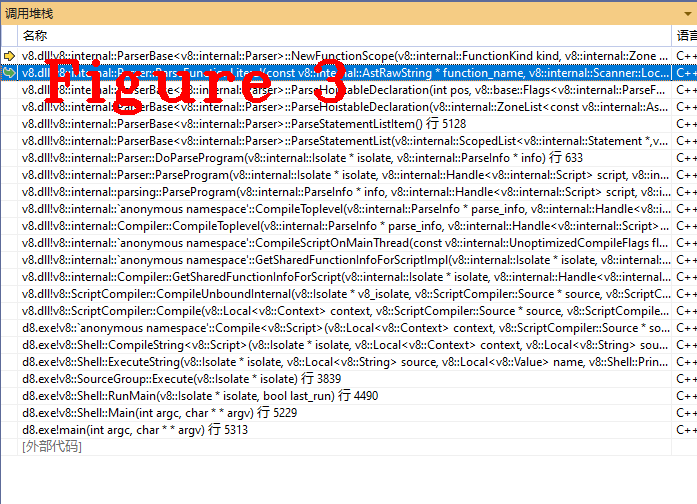 调用堆栈
名称
语言
v8.dll!v8::internal::ParserBase<v8::internal::Parser>::NewFunctionScope(v8::internal::FunctionKind kind, v8::internal::Zone ... C++
v8.dll!v8::internal::Parser::ParseFunctionLiteral(const v8::internal::AstRawString * function_name, v8::internal::Scanner::Loc... C++
Figure 3
v8.dll!v8::internal::ParserBase<v8::internal::Parser>::ParseHoistableDeclaration(int pos, v8::base::Flags<v8::internal::ParseF... C++
v8.dll!v8::internal::ParserBase<v8::internal::Parser>::ParseHoistableDeclaration(v8::internal::ZoneList<const v8::internal::As... C++
v8.dll!v8::internal::ParserBase<v8::internal::Parser>::ParseStatementListItem() 行 5128 C++
v8.dll!v8::internal::ParserBase<v8::internal::Parser>::ParseStatementList(v8::internal::ScopedList<v8::internal::Statement *,v... C++
v8.dll!v8::internal::Parser::DoParseProgram(v8::internal::Isolate * isolate, v8::internal::ParseInfo * info) 行 633 C++
v8.dll!v8::internal::Parser::ParseProgram(v8::internal::Isolate * isolate, v8::internal::Handle<v8::internal::Script> script, v8::in... C++
v8.dll!v8::internal::parsing::ParseProgram(v8::internal::ParseInfo * info, v8::internal::Handle<v8::internal::Script> script, v8::in... C++
v8.dll!v8::internal::`anonymous namespace'::CompileToplevel(v8::internal::ParseInfo * parse_info, v8::internal::Handle<v8::i... C++
v8.dll!v8::internal::Compiler::CompileToplevel(v8::internal::ParseInfo * parse_info, v8::internal::Handle<v8::internal::Script> ... C++
v8.dll!v8::internal::`anonymous namespace'::CompileScriptOnMainThread(const v8::internal::UnoptimizedCompileFlags fl... C++
v8.dll!v8::internal::`anonymous namespace'::GetSharedFunctionInfoForScriptImpl(v8::internal::Isolate * isolate, v8::internal... C++
v8.dll!v8::internal::Compiler::GetSharedFunctionInfoForScript(v8::internal::Isolate * isolate, v8::internal::Handle<v8::internal... C++
v8.dll!v8::ScriptCompiler::CompileUnboundInternal(v8::Isolate * v8_isolate, v8::ScriptCompiler::Source * source, v8::ScriptC... C++
v8.dll!v8::ScriptCompiler::Compile(v8::Local<v8::Context> context, v8::ScriptCompiler::Source * source, v8::ScriptCompile... C++
d8.exe!v8::`anonymous namespace'::Compile<v8::Script>(v8::Local<v8::Context> context, v8::ScriptCompiler::Source * so... C++
d8.exe!v8::Shell::CompileString<v8::Script>(v8::Isolate * isolate, v8::Local<v8::Context> context, v8::Local<v8::String> sou... C++
d8.exe!v8::Shell::ExecuteString(v8::Isolate * isolate, v8::Local<v8::String> source, v8::Local<v8::Value> name, v8::Shell::Prin... C++
d8.exe!v8::SourceGroup::Execute(v8::Isolate * isolate) 行 3839 C++
d8.exe!v8::Shell::RunMain(v8::Isolate * isolate, bool last_run) 行 4490 C++
d8.exe!v8::Shell::Main(int argc, char * * argv) 行 5229 C++
d8.exe!main(int argc, char * * argv) 行 5313 C++
[外部代码]